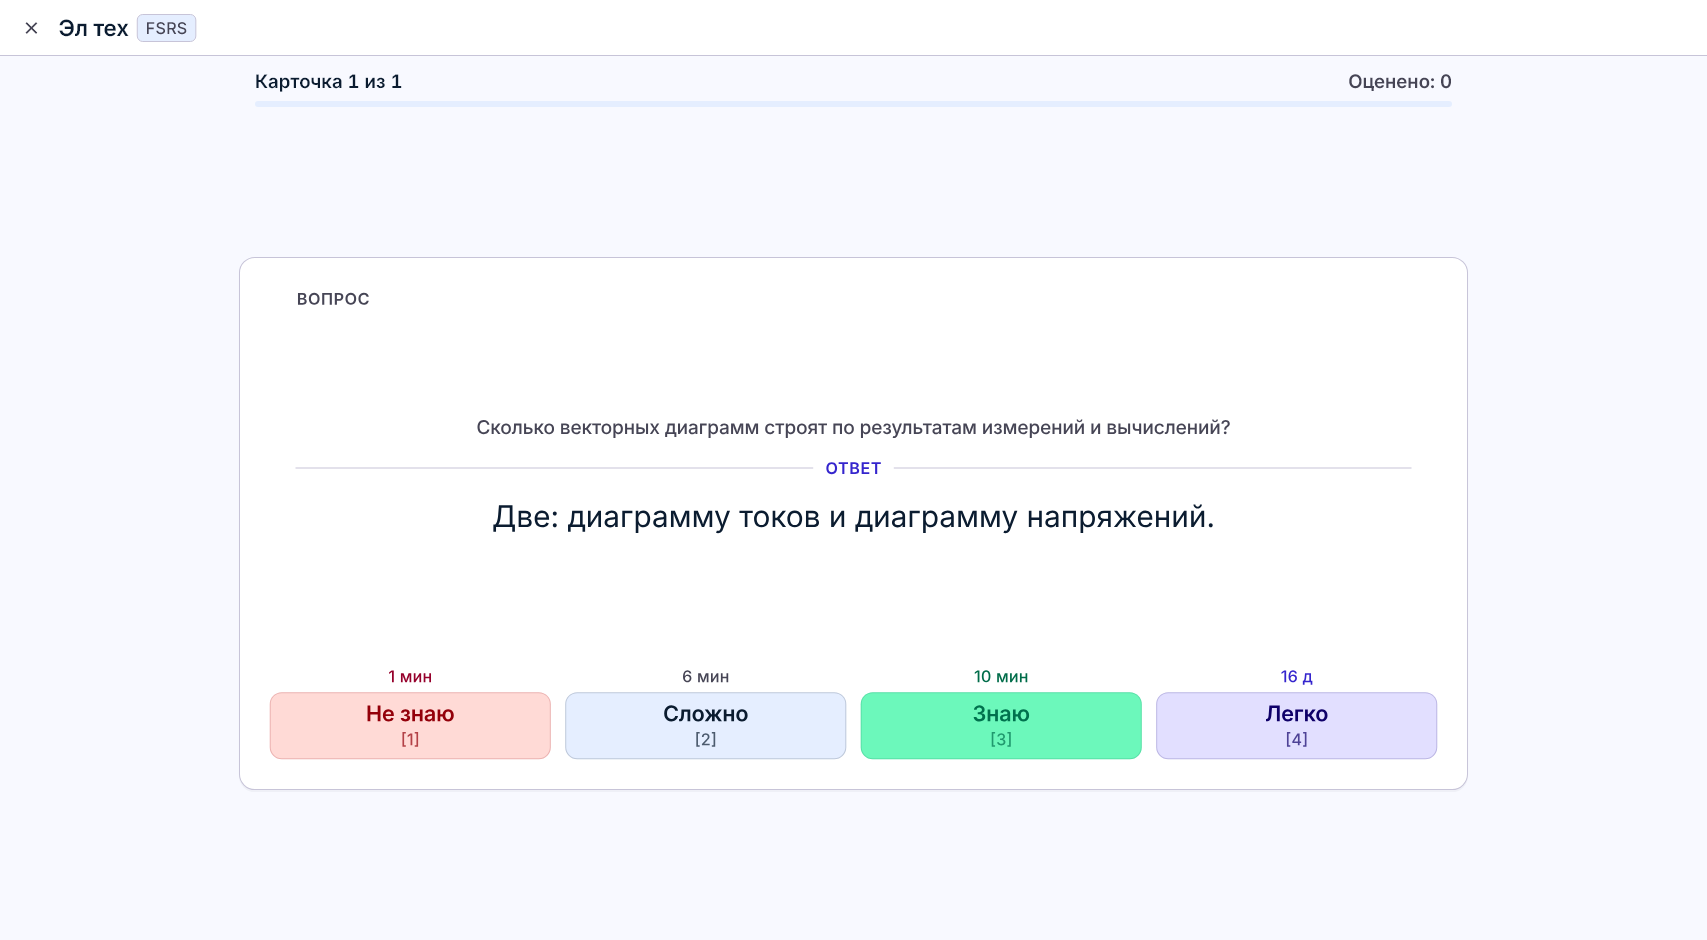 Эл тех FSRS
Карточка 1 из 1
Оценено: 0
ВОПРОС
Сколько векторных диаграмм строят по результатам измерений и вычислений?
ОТВЕТ
Две: диаграмму токов и диаграмму напряжений.
1 мин
Не знаю
[1]
6 мин
Сложно
[2]
10 мин
Знаю
[3]
16 д
Легко
[4]